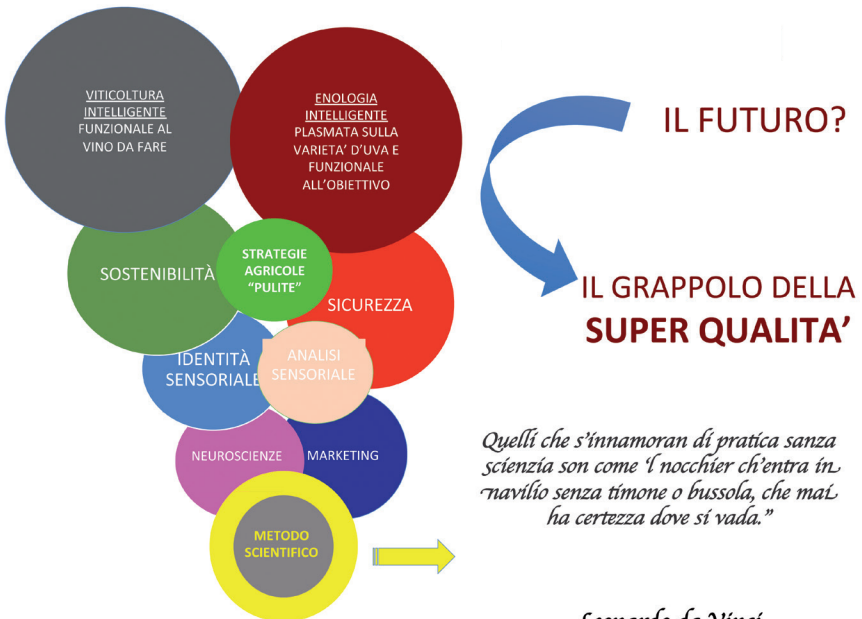 VITICOLTURA
INTELLIGENTE
FUNZIONALE AL
VINO DA FARE
ENOLOGIA
INTELLIGENTE
PLASMATA SULLA
VARIETA' D'UVA E
FUNZIONALE
ALL'OBIETTIVO
IL FUTURO?
SOSTENIBILITÀ
STRATEGIE
AGRICOLE
“PULITE”
SICUREZZA
IL GRAPPOLO DELLA
SUPER QUALITA’
IDENTITÀ
SENSORIALE
ANALISI
SENSORIALE
NEUROSCIENZE
MARKETING
METODO
SCIENTIFICO
Quelli che s’innamoran di pratica sanza
scienzia son come ‘l nocchier ch’entra in
navilio senza timone o bussola, che mai
ha certezza dove si vada.”
Leonardo da Vinci